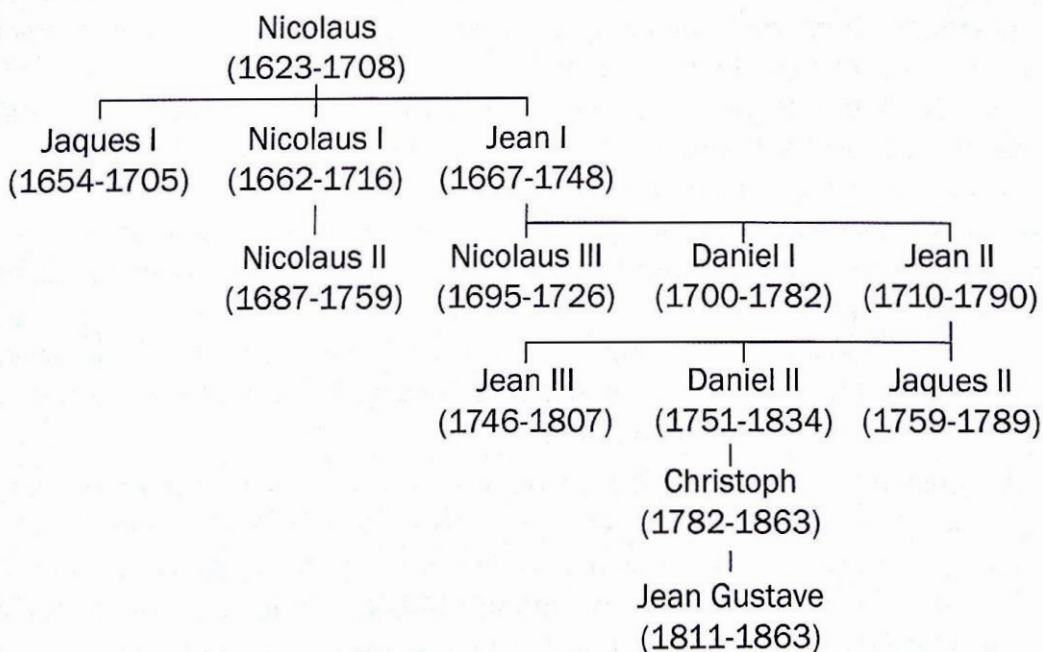 Nicolaus
(1623-1708)
Jaques I Nicolaus I Jean I
(1654-1705) (1662-1716) (1667-1748)
Nicolaus II Nicolaus III Daniel I Jean II
(1687-1759) (1695-1726) (1700-1782) (1710-1790)
Jean III Daniel II Jaques II
(1746-1807) (1751-1834) (1759-1789)
Christoph
(1782-1863)
Jean Gustave
(1811-1863)